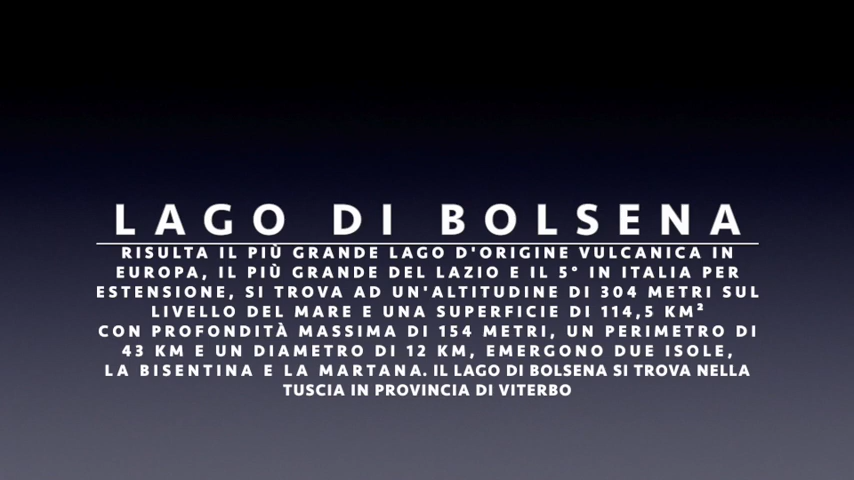 LAGO DI BOLSENA
RISULTA IL PIÙ GRANDE LAGO D'ORIGINE VULCANICA IN
EUROPA, IL PIÙ GRANDE DEL LAZIO E IL 5° IN ITALIA PER
ESTENSIONE, SI TROVA AD UN'ALTITUDINE DI 304 METRI SUL
LIVELLO DEL MARE E UNA SUPERFICIE DI 114,5 KM²
CON PROFONDITÀ MASSIMA DI 154 METRI, UN PERIMETRO DI
43 KM E UN DIAMETRO DI 12 KM, EMERGONO DUE ISOLE,
LA BISENTINA E LA MARTANA. IL LAGO DI BOLSENA SI TROVA NELLA
TUSCIA IN PROVINCIA DI VITERBO